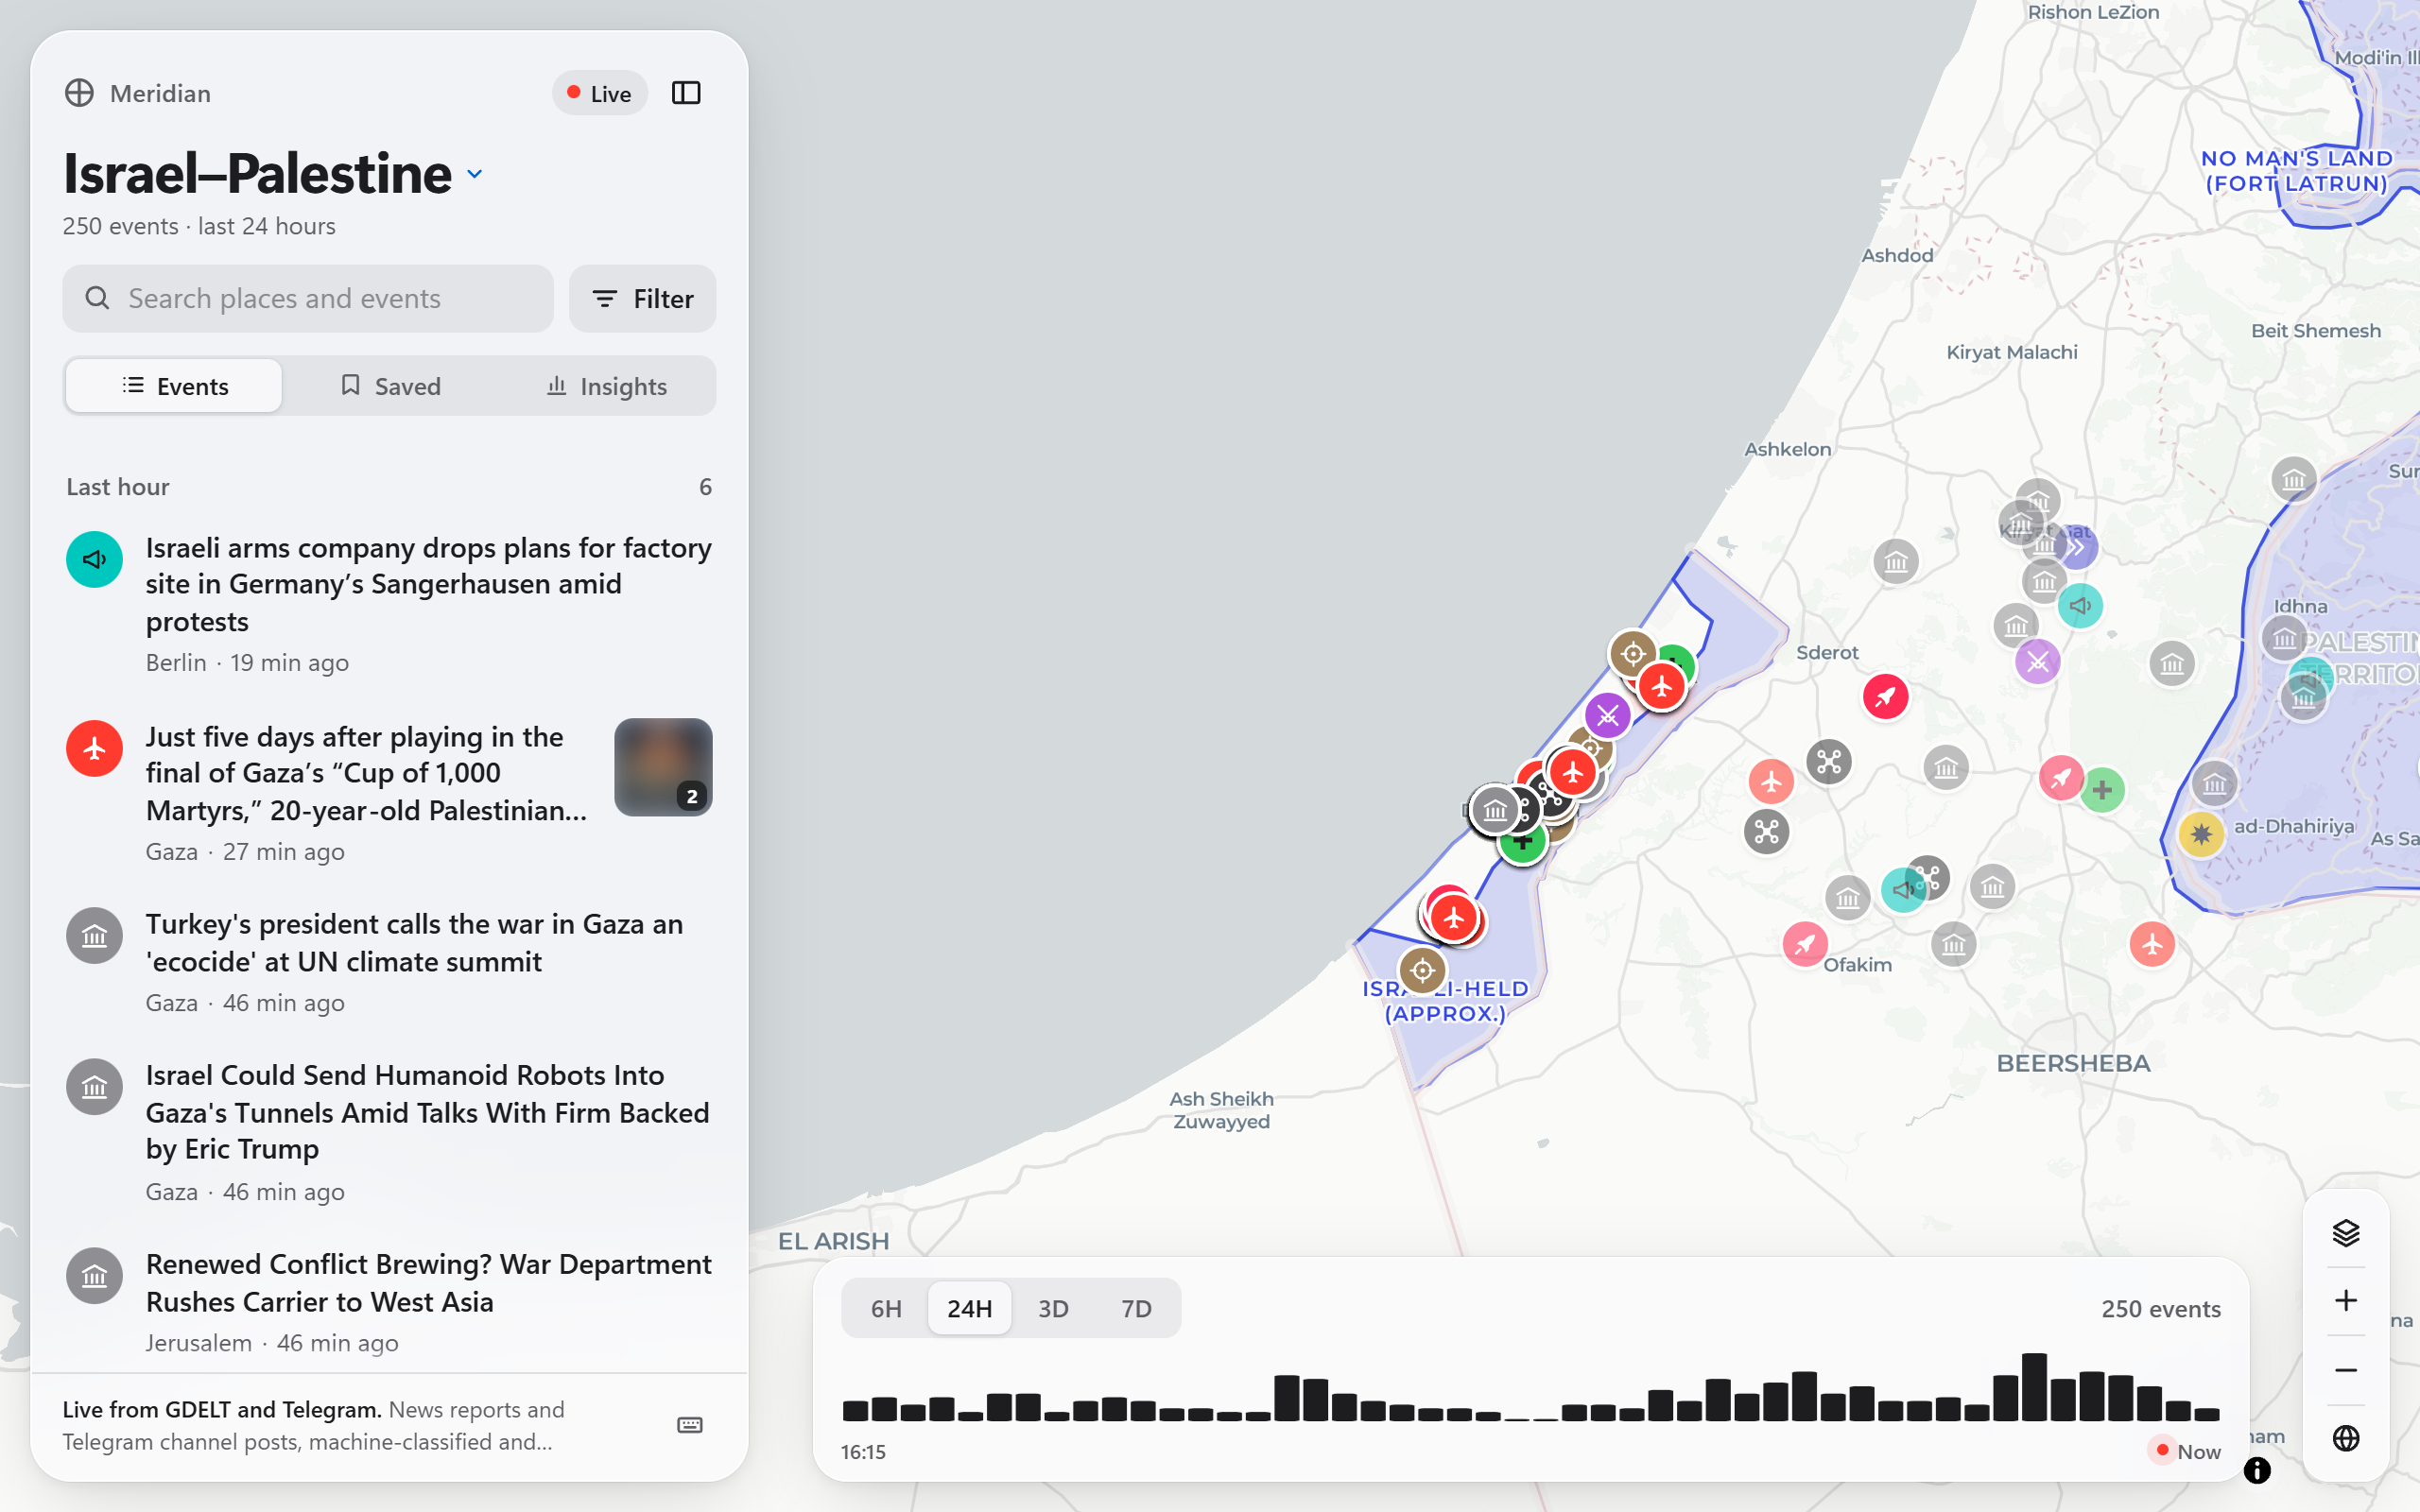 Meridian
Live
Israel–Palestine
250 events · last 24 hours
Search places and events
Filter
Events
Saved
Insights
Last hour
6
Israeli arms company drops plans for factory
site in Germany’s Sangerhausen amid
protests
Berlin · 19 min ago
Just five days after playing in the
final of Gaza’s “Cup of 1,000
Martyrs,” 20-year-old Palestinian...
2
Gaza · 27 min ago
Turkey's president calls the war in Gaza an
'ecocide' at UN climate summit
Gaza · 46 min ago
Israel Could Send Humanoid Robots Into
Gaza's Tunnels Amid Talks With Firm Backed
by Eric Trump
Gaza · 46 min ago
Renewed Conflict Brewing? War Department
Rushes Carrier to West Asia
Jerusalem · 46 min ago
Live from GDELT and Telegram. News reports and
Telegram channel posts, machine-classified and...
Rishon LeZion
NO MAN'S LAND
(FORT LATRUN)
Ashdod
Beit Shemesh
Kiryat Malachi
Ashkelon
Kiryat Gat
Idhna
Sderot
ad-Dhahiriya
Ofakim
ISRAELI-HELD
(APPROX.)
BEERSHEBA
Ash Sheikh
Zuwayyed
EL ARISH
6H
24H
3D
7D
250 events
16:15
Now